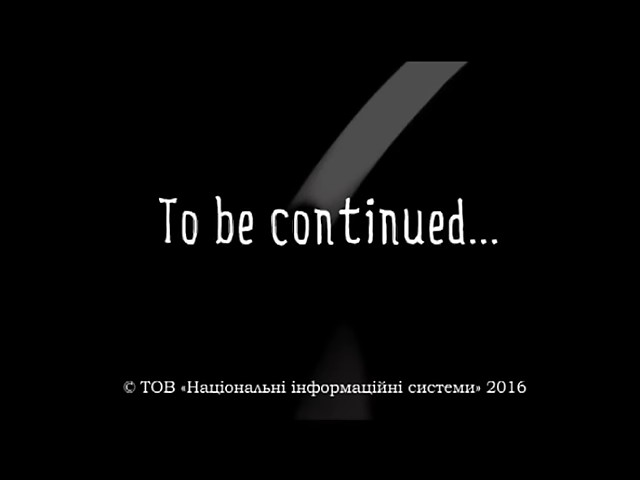 To be continued...
© ТОВ «Національні інформаційні системи» 2016